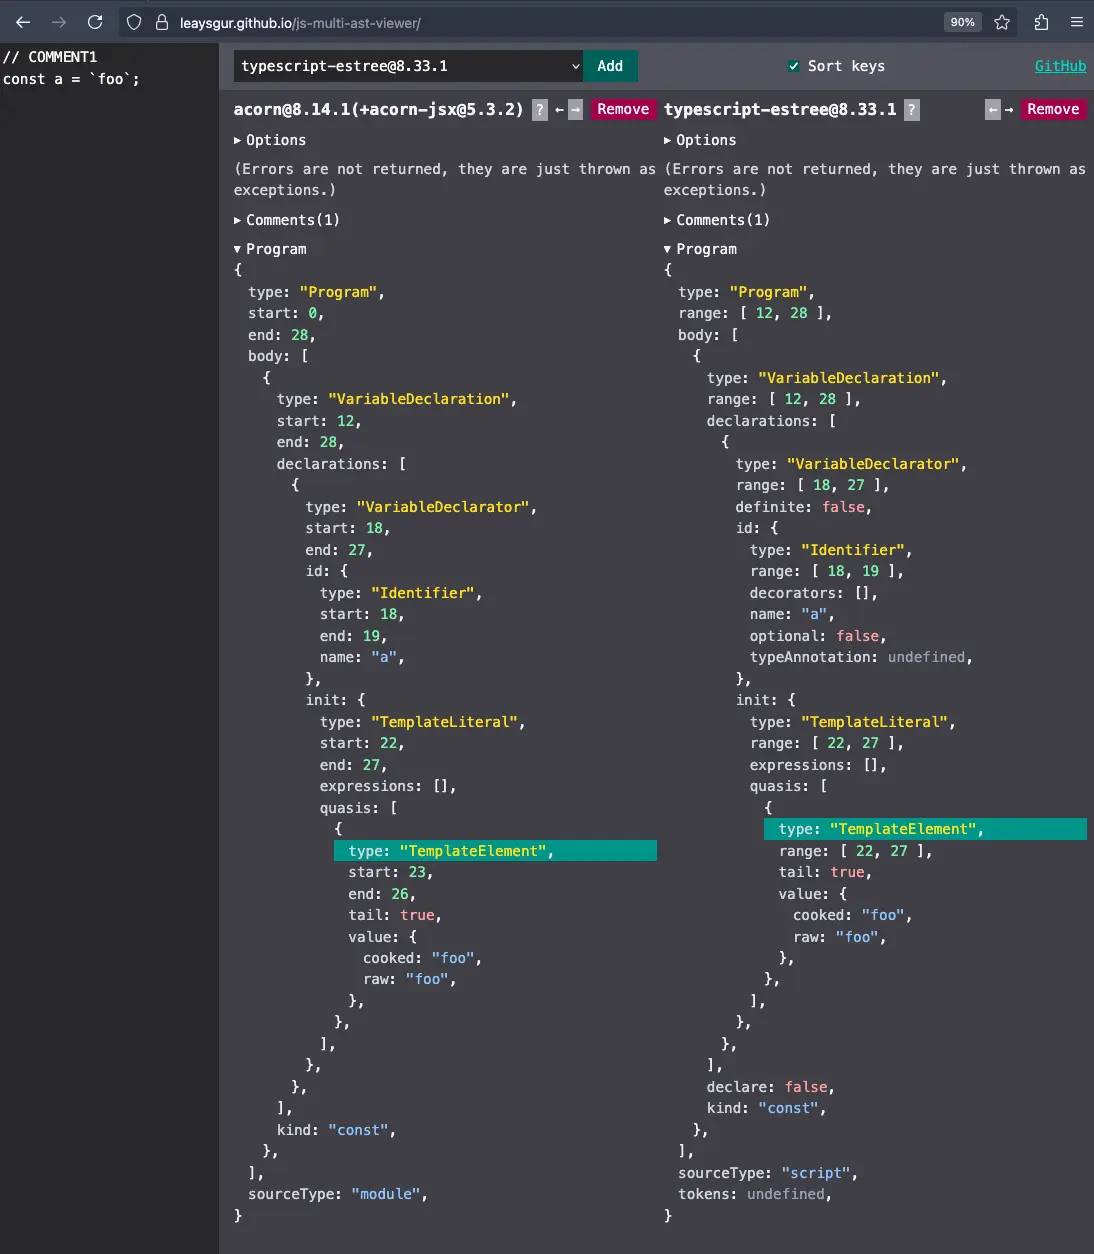 leaysgur.github.io/js-multi-ast-viewer/
90%
// COMMENT1
const a = `foo`;
typescript-estree@8.33.1
Add
Sort keys
GitHub
acorn@8.14.1(+acorn-jsx@5.3.2) ? ← → Remove
▸ Options
(Errors are not returned, they are just thrown as
exceptions.)
▸ Comments(1)
▾ Program
{
  type: "Program",
  start: 0,
  end: 28,
  body: [
    {
      type: "VariableDeclaration",
      start: 12,
      end: 28,
      declarations: [
        {
          type: "VariableDeclarator",
          start: 18,
          end: 27,
          id: {
            type: "Identifier",
            start: 18,
            end: 19,
            name: "a",
          },
          init: {
            type: "TemplateLiteral",
            start: 22,
            end: 27,
            expressions: [],
            quasis: [
              {
                type: "TemplateElement",
                start: 23,
                end: 26,
                tail: true,
                value: {
                  cooked: "foo",
                  raw: "foo",
                },
              },
            ],
          },
        },
      ],
      kind: "const",
    },
  ],
  sourceType: "module",
}
typescript-estree@8.33.1 ? ← → Remove
▸ Options
(Errors are not returned, they are just thrown as
exceptions.)
▸ Comments(1)
▾ Program
{
  type: "Program",
  range: [ 12, 28 ],
  body: [
    {
      type: "VariableDeclaration",
      range: [ 12, 28 ],
      declarations: [
        {
          type: "VariableDeclarator",
          range: [ 18, 27 ],
          definite: false,
          id: {
            type: "Identifier",
            range: [ 18, 19 ],
            decorators: [],
            name: "a",
            optional: false,
            typeAnnotation: undefined,
          },
          init: {
            type: "TemplateLiteral",
            range: [ 22, 27 ],
            expressions: [],
            quasis: [
              {
                type: "TemplateElement",
                range: [ 22, 27 ],
                tail: true,
                value: {
                  cooked: "foo",
                  raw: "foo",
                },
              },
            ],
          },
        },
      ],
      declare: false,
      kind: "const",
    },
  ],
  sourceType: "script",
  tokens: undefined,
}